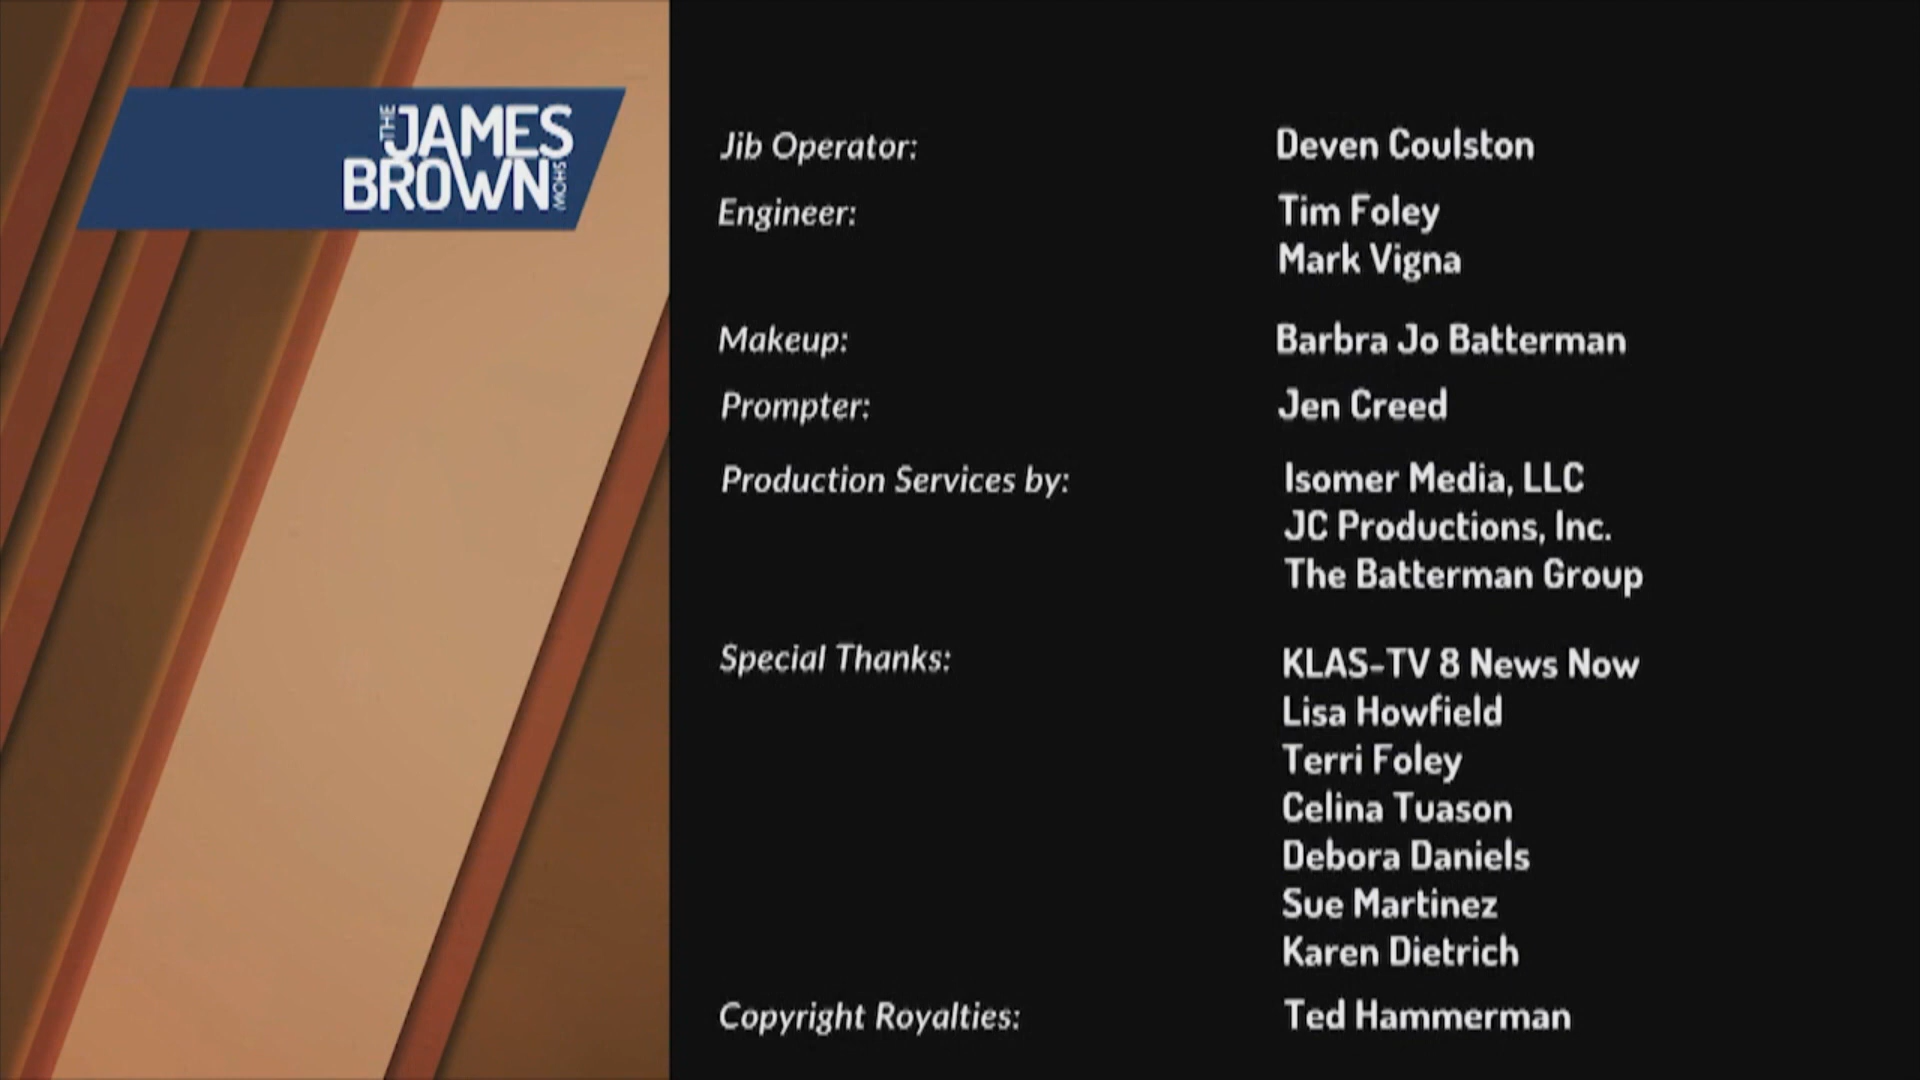 THE JAMES
BROWN SHOW
Jib Operator: Deven Coulston
Engineer: Tim Foley
Mark Vigna
Makeup: Barbra Jo Batterman
Prompter: Jen Creed
Production Services by: Isomer Media, LLC
JC Productions, Inc.
The Batterman Group
Special Thanks: KLAS-TV 8 News Now
Lisa Howfield
Terri Foley
Celina Tuason
Debora Daniels
Sue Martinez
Karen Dietrich
Copyright Royalties: Ted Hammerman